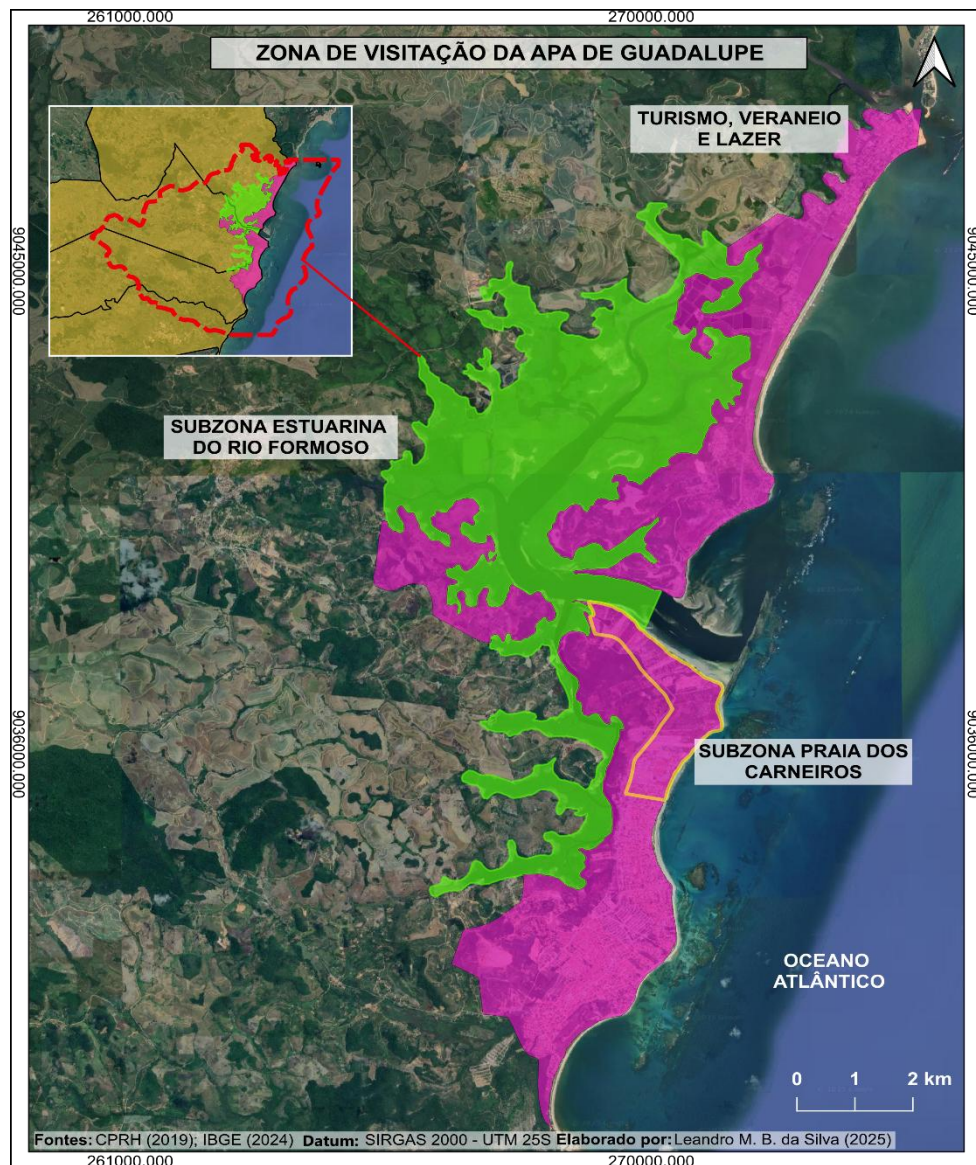 261000.000
270000.000
ZONA DE VISITAÇÃO DA APA DE GUADALUPE
TURISMO, VERANEIO
E LAZER
9045000.000
9045000.000
SUBZONA ESTUARINA
DO RIO FORMOSO
9036000.000
9036000.000
SUBZONA PRAIA DOS
CARNEIROS
OCEANO
ATLÂNTICO
0 1 2 km
Fontes: CPRH (2019); IBGE (2024) Datum: SIRGAS 2000 - UTM 25S Elaborado por: Leandro M. B. da Silva (2025)
261000.000
270000.000